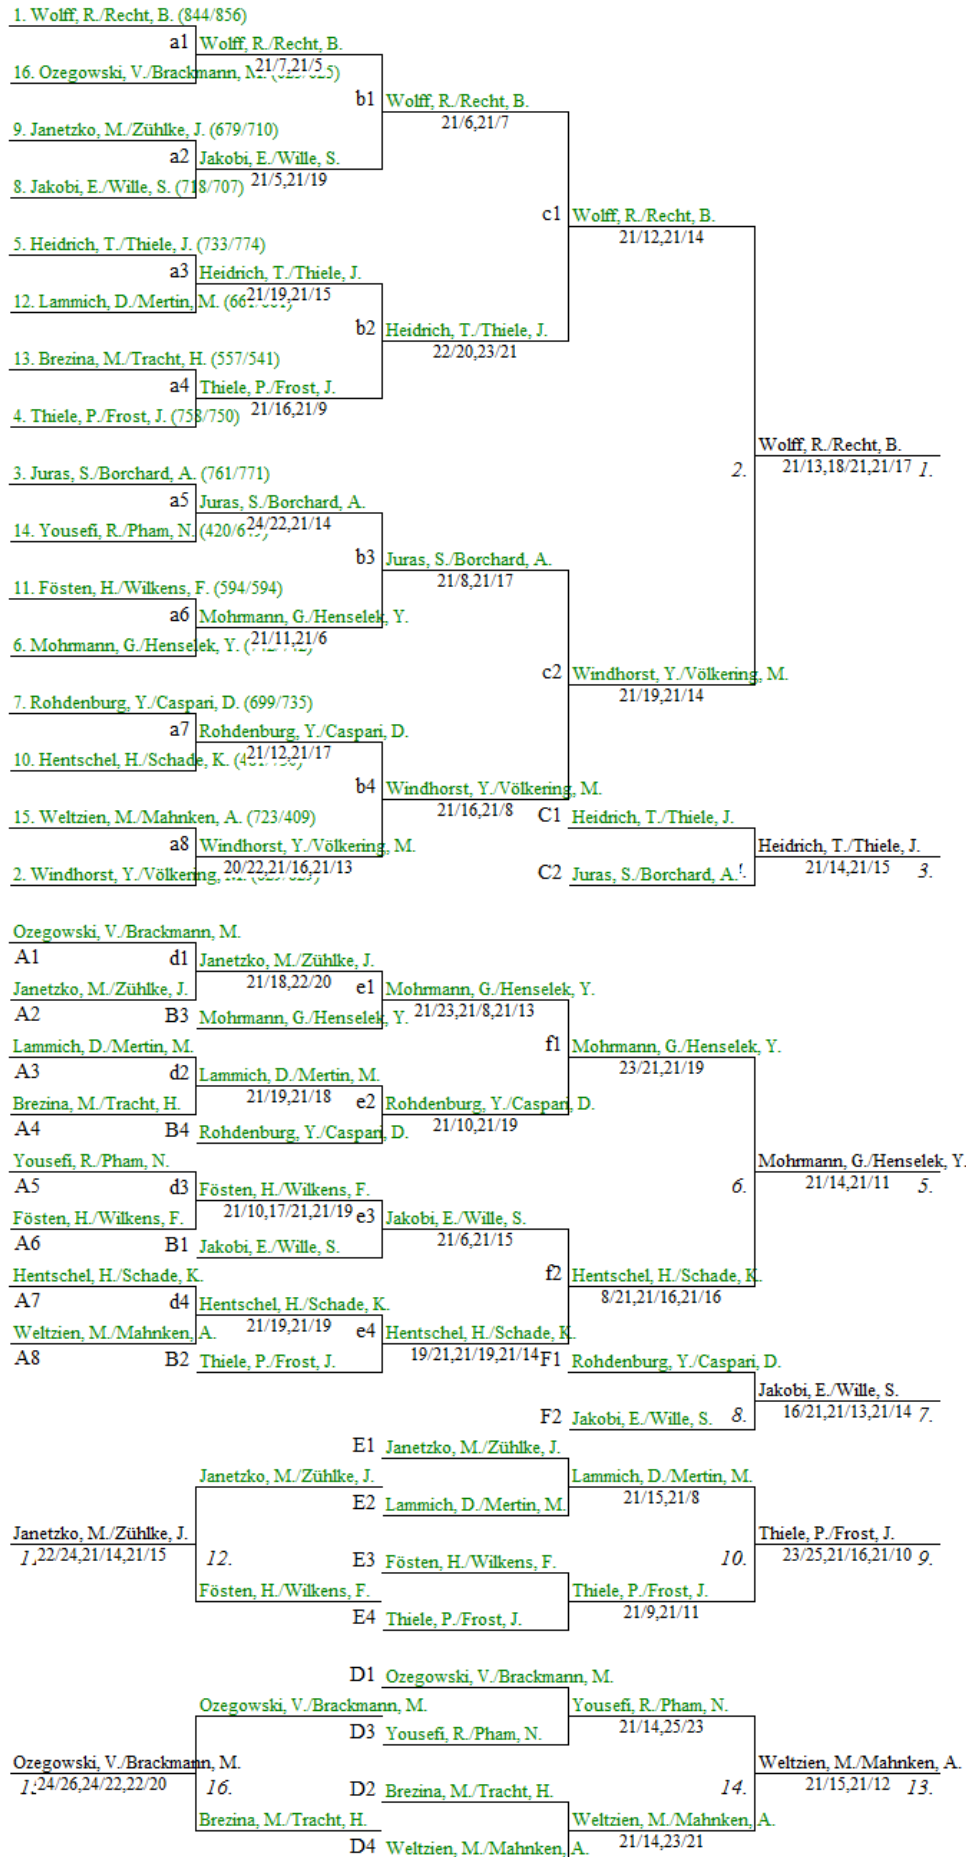 1. Wolff, R./Recht, B. (844/856)
a1 Wolff, R./Recht, B.
21/7,21/5
16. Ozegowski, V./Brackmann,
b1 Wolff, R./Recht, B.
21/6,21/7
9. Janetzko, M./Zühlke, J. (679/710)
a2 Jakobi, E./Wille, S.
21/5,21/19
8. Jakobi, E./Wille, S. (718/707)
c1 Wolff, R./Recht, B.
21/12,21/14
5. Heidrich, T./Thiele, J. (733/774)
a3 Heidrich, T./Thiele, J.
21/19,21/15
12. Lammich, D./Mertin, M.
b2 Heidrich, T./Thiele, J.
22/20,23/21
13. Brezina, M./Tracht, H. (557/541)
a4 Thiele, P./Frost, J.
21/16,21/9
4. Thiele, P./Frost, J. (758/750)
Wolff, R./Recht, B.
2. 21/13,18/21,21/17 1.
3. Juras, S./Borchard, A. (761/771)
a5 Juras, S./Borchard, A.
24/22,21/14
14. Yousefi, R./Pham, N.
b3 Juras, S./Borchard, A.
21/8,21/17
11. Fösten, H./Wilkens, F. (594/594)
a6 Mohrmann, G./Henselek, Y.
21/11,21/6
6. Mohrmann, G./Henselek, Y.
c2 Windhorst, Y./Völkering, M.
21/19,21/14
7. Rohdenburg, Y./Caspari, D. (699/735)
a7 Rohdenburg, Y./Caspari, D.
21/12,21/17
10. Hentschel, H./Schade, K.
b4 Windhorst, Y./Völkering, M.
21/16,21/8
C1 Heidrich, T./Thiele, J.
15. Weltzien, M./Mahnken, A. (723/409)
a8 Windhorst, Y./Völkering, M.
20/22,21/16,21/13
Heidrich, T./Thiele, J.
21/14,21/15 3.
2. Windhorst, Y./Völkering,
C2 Juras, S./Borchard, A.
Ozegowski, V./Brackmann, M.
A1 d1 Janetzko, M./Zühlke, J.
21/18,22/20
Janetzko, M./Zühlke, J.
e1 Mohrmann, G./Henselek, Y.
21/23,21/8,21/13
A2 B3 Mohrmann, G./Henselek, Y.
Lammich, D./Mertin, M.
f1 Mohrmann, G./Henselek, Y.
23/21,21/19
A3 d2 Lammich, D./Mertin, M.
21/19,21/18
Brezina, M./Tracht, H.
e2 Rohdenburg, Y./Caspari, D.
21/10,21/19
A4 B4 Rohdenburg, Y./Caspari, D.
Yousefi, R./Pham, N.
Mohrmann, G./Henselek, Y.
6. 21/14,21/11 5.
A5 d3 Fösten, H./Wilkens, F.
21/10,17/21,21/19
Fösten, H./Wilkens, F.
e3 Jakobi, E./Wille, S.
21/6,21/15
A6 B1 Jakobi, E./Wille, S.
Hentschel, H./Schade, K.
f2 Hentschel, H./Schade, K.
8/21,21/16,21/16
A7 d4 Hentschel, H./Schade, K.
21/19,21/19
Weltzien, M./Mahnken, A.
e4 Hentschel, H./Schade, K.
19/21,21/19,21/14
A8 B2 Thiele, P./Frost, J.
F1 Rohdenburg, Y./Caspari, D.
Jakobi, E./Wille, S.
16/21,21/13,21/14 7.
F2 Jakobi, E./Wille, S. 8.
E1 Janetzko, M./Zühlke, J.
Janetzko, M./Zühlke, J.
Lammich, D./Mertin, M.
21/15,21/8
E2 Lammich, D./Mertin, M.
Janetzko, M./Zühlke, J.
22/24,21/14,21/15 12.
Thiele, P./Frost, J.
10. 23/25,21/16,21/10 9.
E3 Fösten, H./Wilkens, F.
Fösten, H./Wilkens, F.
Thiele, P./Frost, J.
21/9,21/11
E4 Thiele, P./Frost, J.
D1 Ozegowski, V./Brackmann, M.
Ozegowski, V./Brackmann, M.
Yousefi, R./Pham, N.
21/14,25/23
D3 Yousefi, R./Pham, N.
Ozegowski, V./Brackmann, M.
24/26,24/22,22/20 16.
Weltzien, M./Mahnken, A.
14. 21/15,21/12 13.
D2 Brezina, M./Tracht, H.
Brezina, M./Tracht, H.
Weltzien, M./Mahnken, A.
21/14,23/21
D4 Weltzien, M./Mahnken, A.